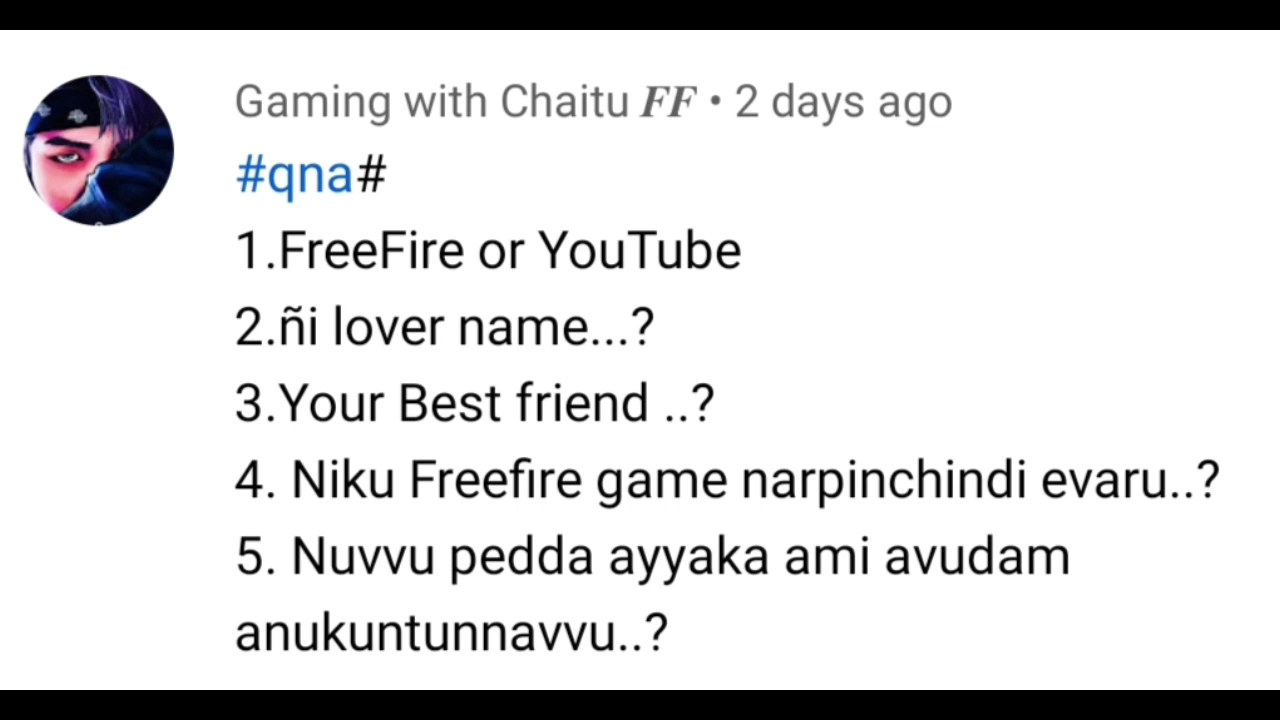 Gaming with Chaitu 𝑭𝑭 • 2 days ago
#qna#
1.FreeFire or YouTube
2.ñi lover name...?
3.Your Best friend ..?
4. Niku Freefire game narpinchindi evaru..?
5. Nuvvu pedda ayyaka ami avudam
anukuntunnavvu..?